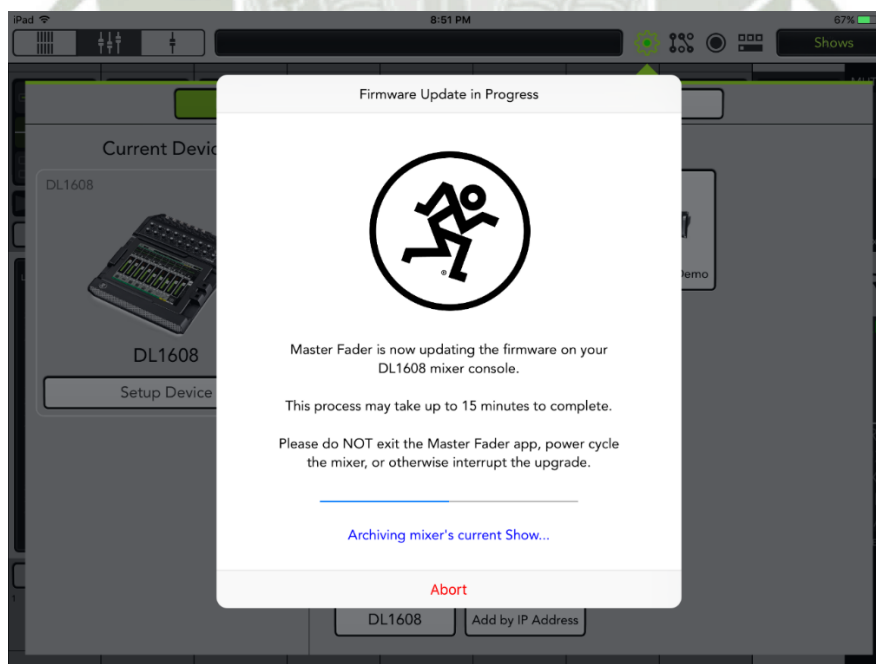 iPad 8:51 PM 67%
Shows
Firmware Update in Progress
Current Devic
DL1608
Demo
Master Fader is now updating the firmware on your
DL1608 mixer console.
DL1608
Setup Device
This process may take up to 15 minutes to complete.
Please do NOT exit the Master Fader app, power cycle
the mixer, or otherwise interrupt the upgrade.
Archiving mixer's current Show...
Abort
DL1608
Add by IP Address